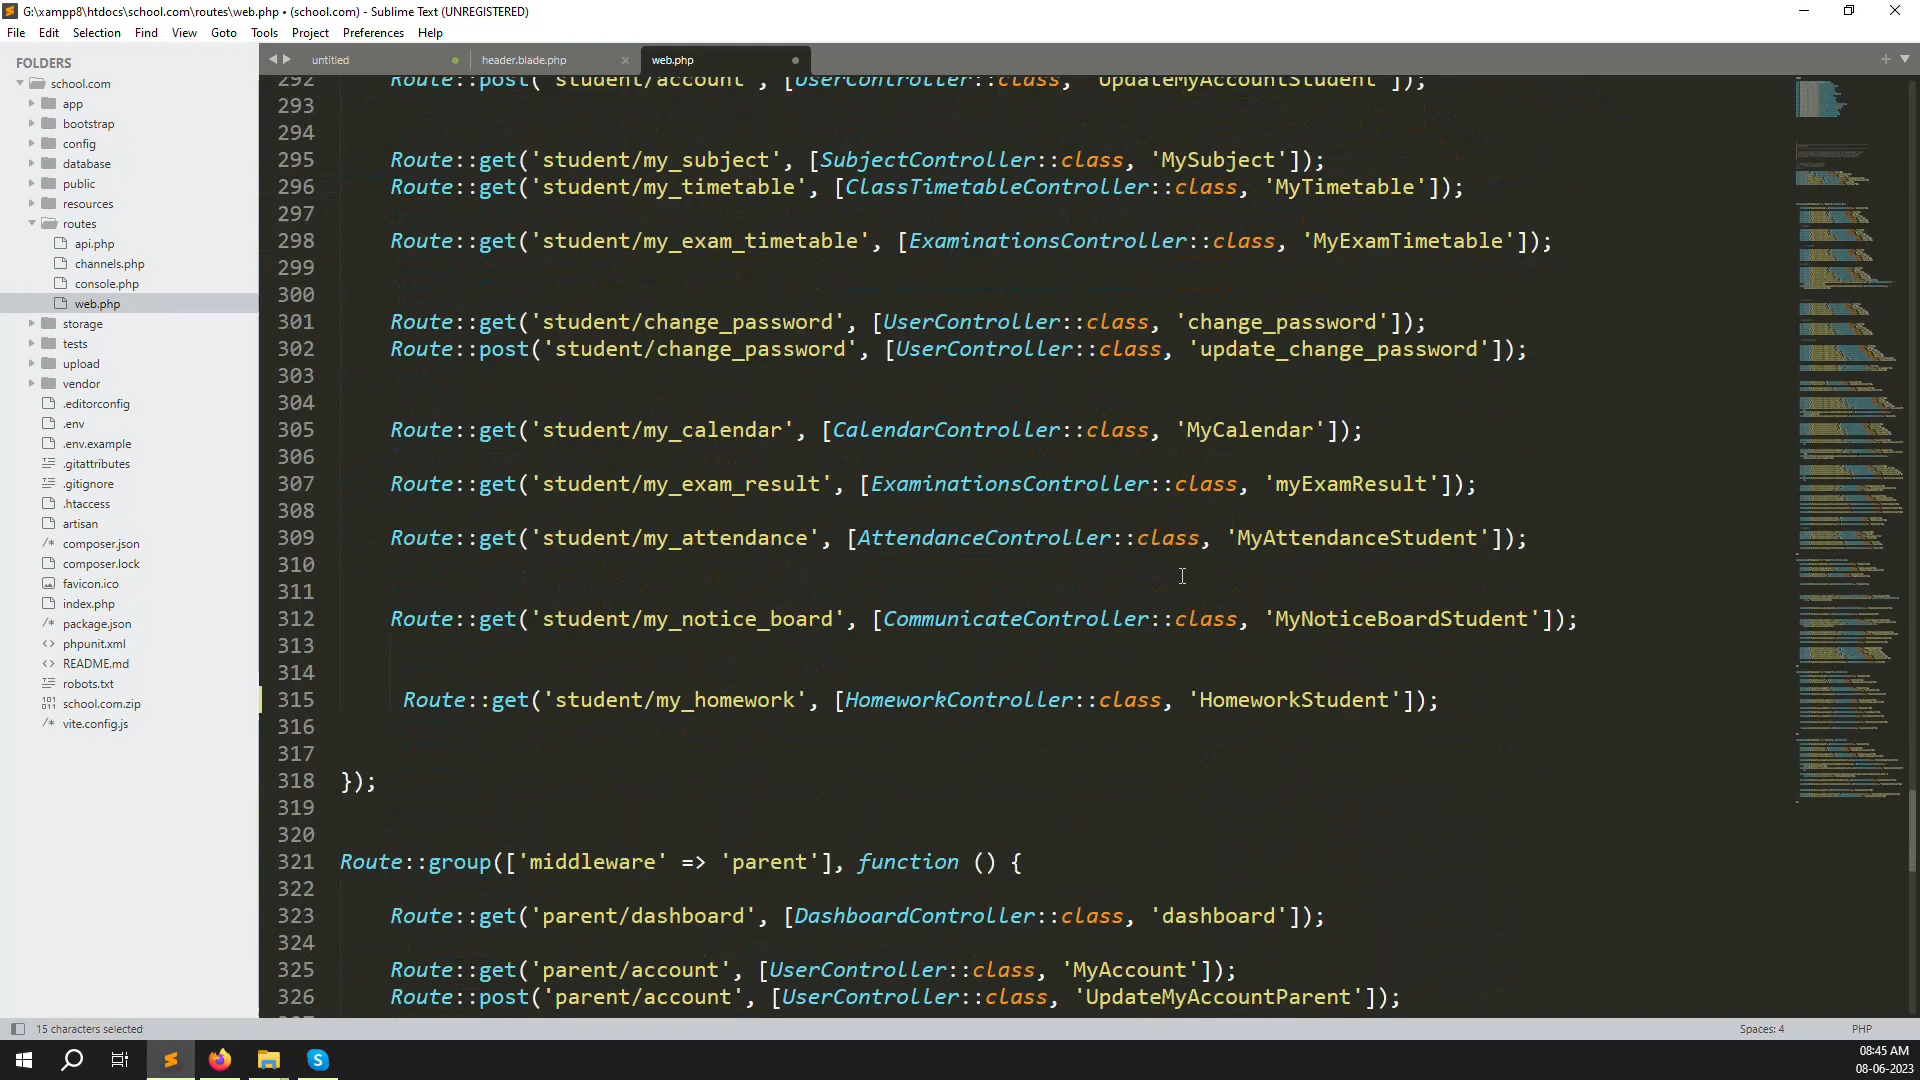 G:\xampp8\htdocs\school.com\routes\web.php • (school.com) - Sublime Text (UNREGISTERED)
File Edit Selection Find View Goto Tools Project Preferences Help
FOLDERS
school.com
app
bootstrap
config
database
public
resources
routes
api.php
channels.php
console.php
web.php
storage
tests
upload
vendor
.editorconfig
.env
.env.example
.gitattributes
.gitignore
.htaccess
artisan
composer.json
composer.lock
favicon.ico
index.php
package.json
phpunit.xml
README.md
robots.txt
school.com.zip
vite.config.js
untitled header.blade.php web.php
292 Route::post('student/account', [UserController::class, 'UpdateMyAccountStudent']);
293
294
295 Route::get('student/my_subject', [SubjectController::class, 'MySubject']);
296 Route::get('student/my_timetable', [ClassTimetableController::class, 'MyTimetable']);
297
298 Route::get('student/my_exam_timetable', [ExaminationsController::class, 'MyExamTimetable']);
299
300
301 Route::get('student/change_password', [UserController::class, 'change_password']);
302 Route::post('student/change_password', [UserController::class, 'update_change_password']);
303
304
305 Route::get('student/my_calendar', [CalendarController::class, 'MyCalendar']);
306
307 Route::get('student/my_exam_result', [ExaminationsController::class, 'myExamResult']);
308
309 Route::get('student/my_attendance', [AttendanceController::class, 'MyAttendanceStudent']);
310
311
312 Route::get('student/my_notice_board', [CommunicateController::class, 'MyNoticeBoardStudent']);
313
314
315 Route::get('student/my_homework', [HomeworkController::class, 'HomeworkStudent']);
316
317
318 });
319
320
321 Route::group(['middleware' => 'parent'], function () {
322
323 Route::get('parent/dashboard', [DashboardController::class, 'dashboard']);
324
325 Route::get('parent/account', [UserController::class, 'MyAccount']);
326 Route::post('parent/account', [UserController::class, 'UpdateMyAccountParent']);
15 characters selected Spaces: 4 PHP
08:45 AM
08-06-2023